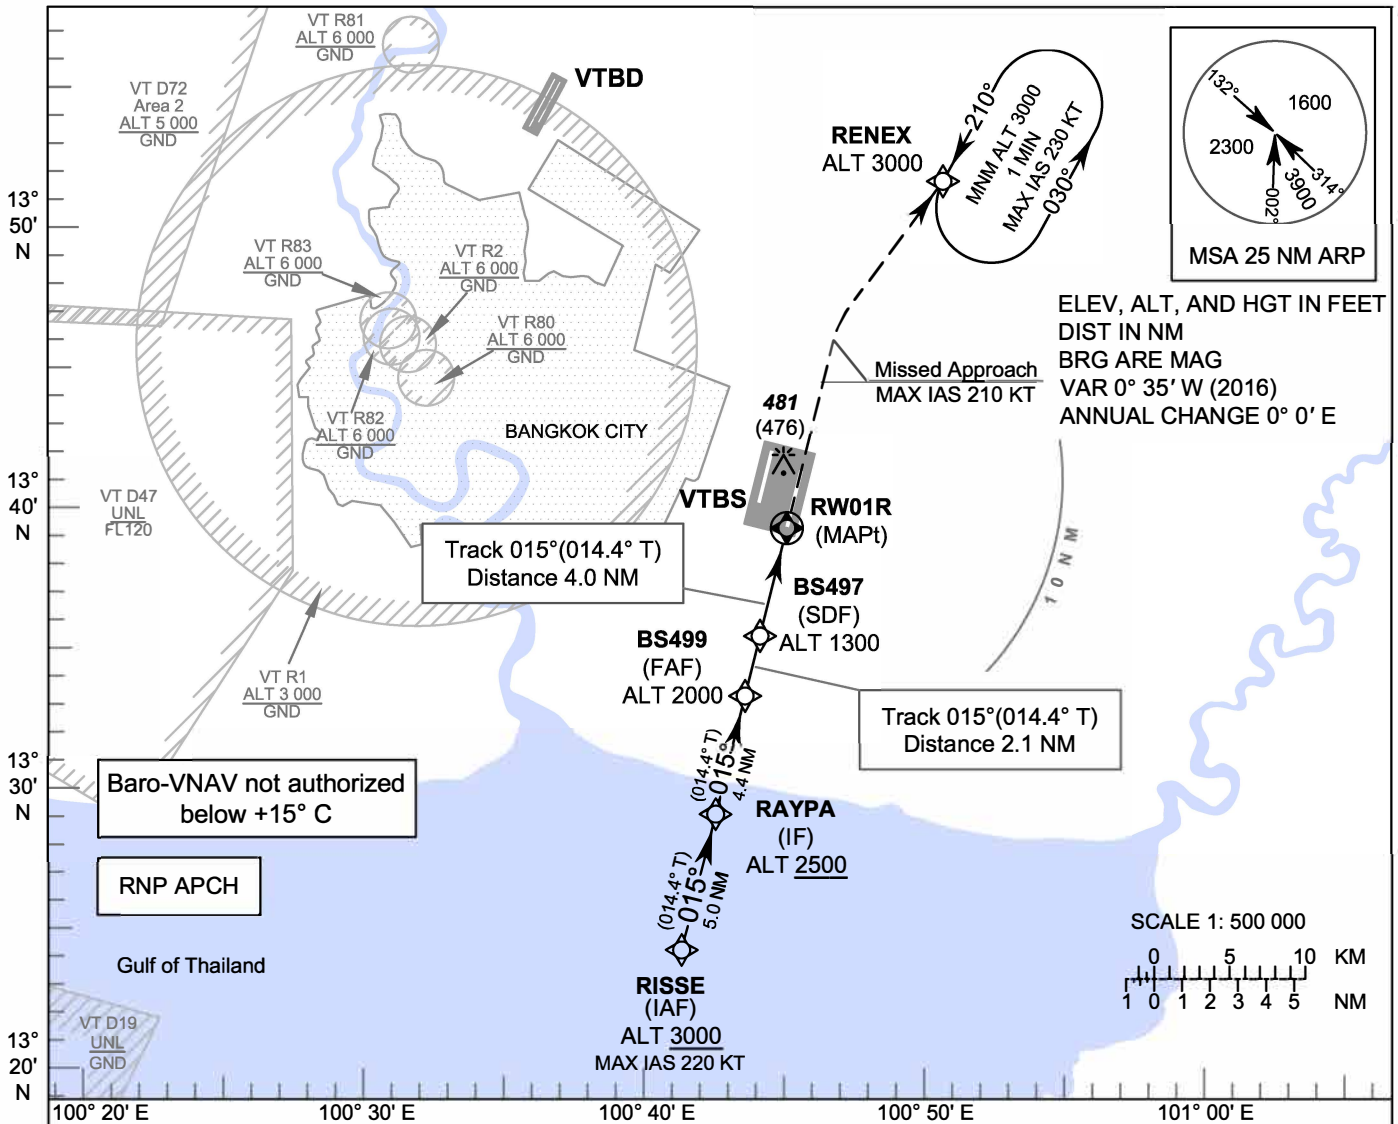 VT R81
ALT 6 000
GND
VT D72
Area 2
ALT 5 000
GND
VTBD
RENEX
ALT 3000
210°
MNM ALT 3000
1 MIN
MAX IAS 230 KT
030°
132°
1600
2300
3900
314°
002°
MSA 25 NM ARP
13°
50'
N
VT R83
ALT 6 000
GND
VT R2
ALT 6 000
GND
VT R80
ALT 6 000
GND
VT R82
ALT 6 000
GND
BANGKOK CITY
ELEV, ALT, AND HGT IN FEET
DIST IN NM
BRG ARE MAG
VAR 0° 35' W (2016)
ANNUAL CHANGE 0° 0' E
Missed Approach
MAX IAS 210 KT
481
(476)
13°
40'
N
VT D47
UNL
FL120
VTBS
RW01R
(MAPt)
Track 015°(014.4° T)
Distance 4.0 NM
10 NM
BS497
(SDF)
ALT 1300
BS499
(FAF)
ALT 2000
VT R1
ALT 3 000
GND
Track 015°(014.4° T)
Distance 2.1 NM
13°
30'
N
Baro-VNAV not authorized
below +15° C
(014.4° T)
015°
4.4 NM
RAYPA
(IF)
ALT 2500
RNP APCH
(014.4° T)
015°
5.0 NM
Gulf of Thailand
RISSE
(IAF)
ALT 3000
MAX IAS 220 KT
SCALE 1: 500 000
0 5 10 KM
1 0 1 2 3 4 5 NM
VT D19
UNL
GND
13°
20'
N
100° 20' E 100° 30' E 100° 40' E 100° 50' E 101° 00' E